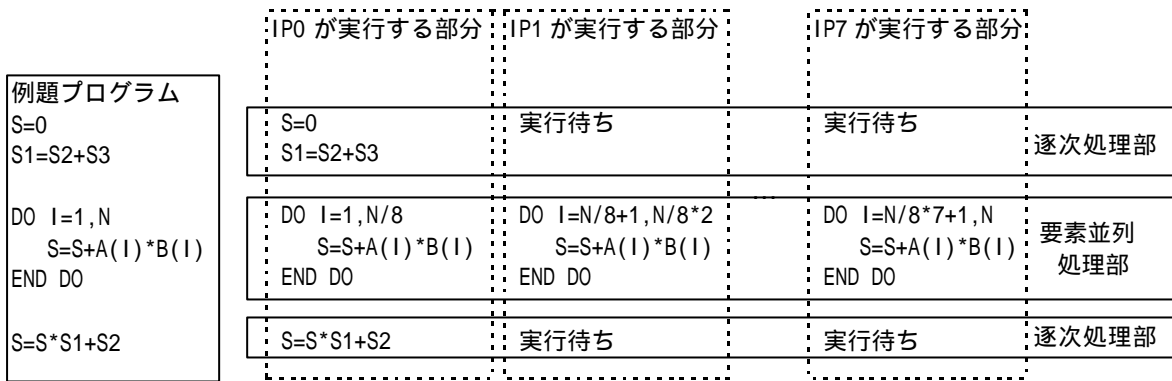 IP0 が実行する部分
IP1 が実行する部分
IP7 が実行する部分
例題プログラム
S=0
S1=S2+S3
DO I=1,N
S=S+A(I)*B(I)
END DO
S=S*S1+S2
S=0
S1=S2+S3
実行待ち
実行待ち
逐次処理部
DO I=1,N/8
S=S+A(I)*B(I)
END DO
DO I=N/8+1,N/8*2
S=S+A(I)*B(I)
END DO
…
DO I=N/8*7+1,N
S=S+A(I)*B(I)
END DO
要素並列
処理部
S=S*S1+S2
実行待ち
実行待ち
逐次処理部